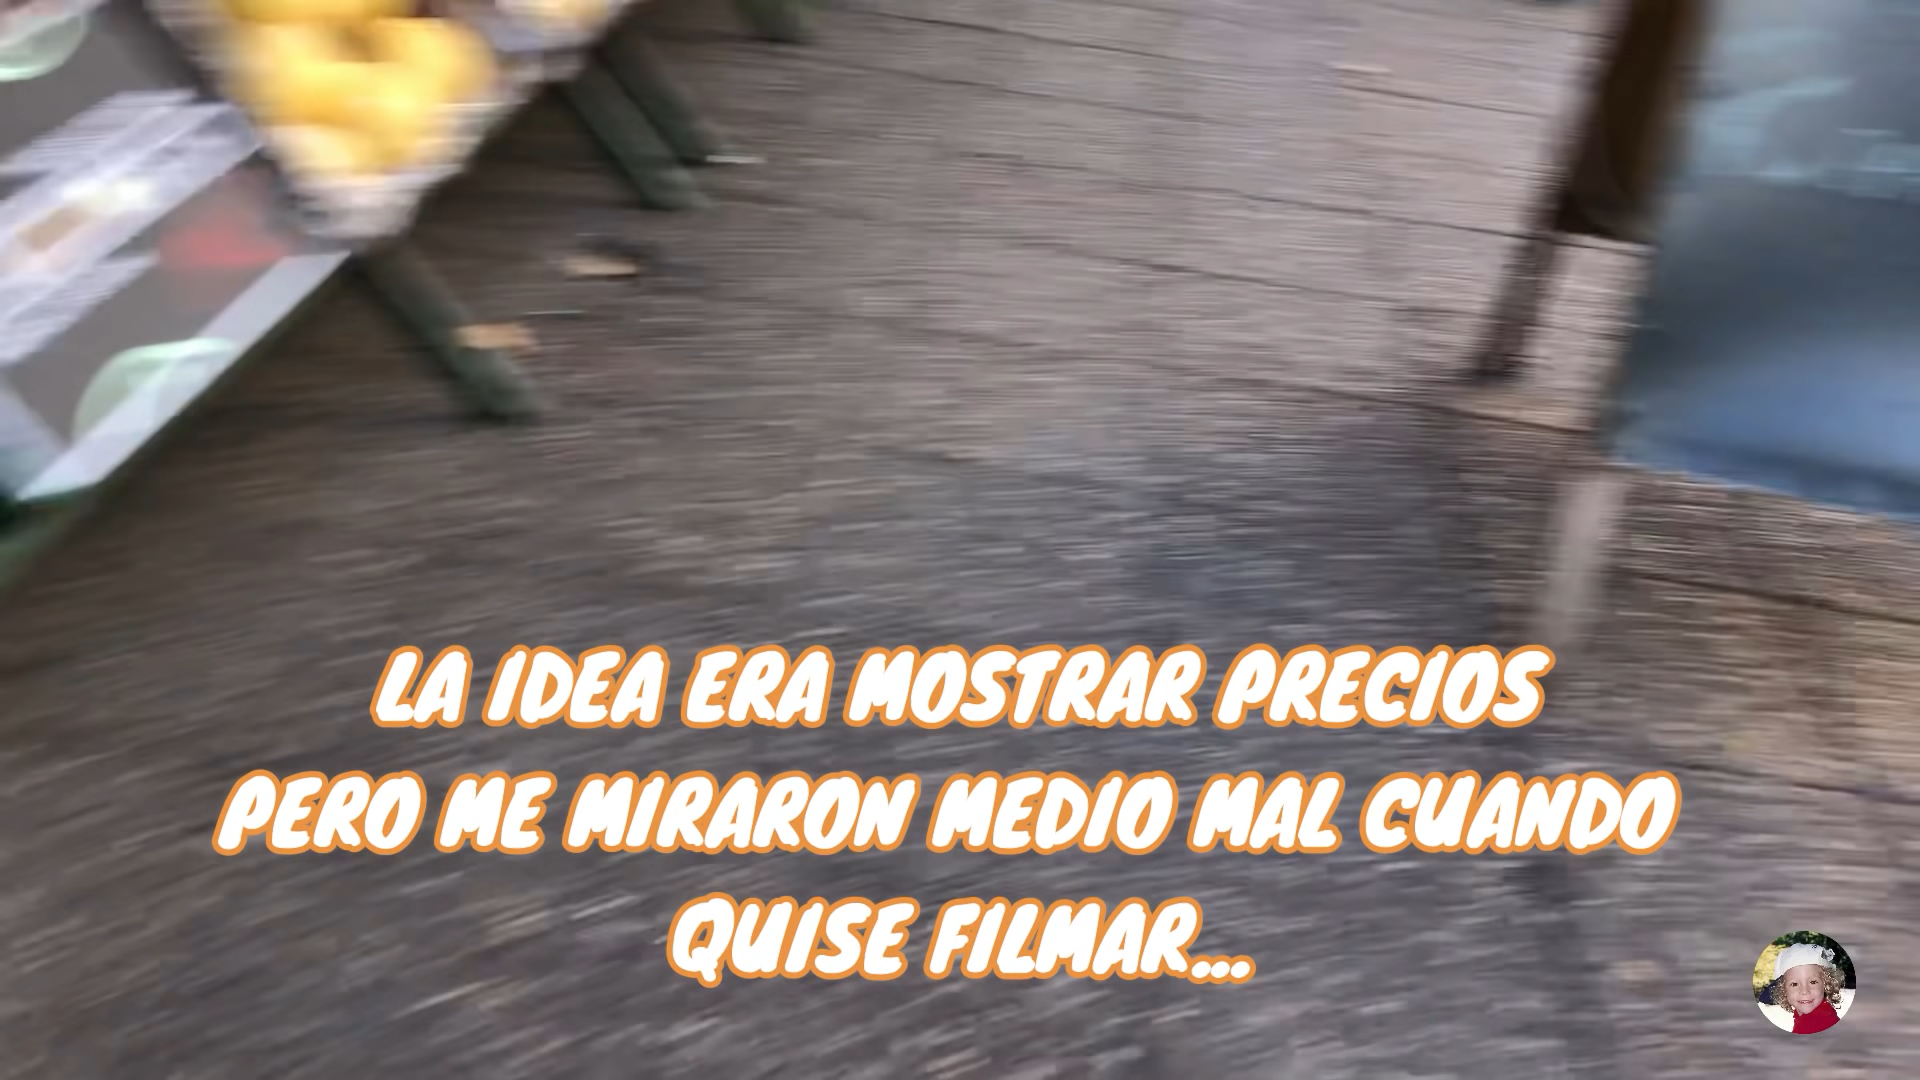 LA IDEA ERA MOSTRAR PRECIOS
PERO ME MIRARON MEDIO MAL CUANDO
QUISE FILMAR...